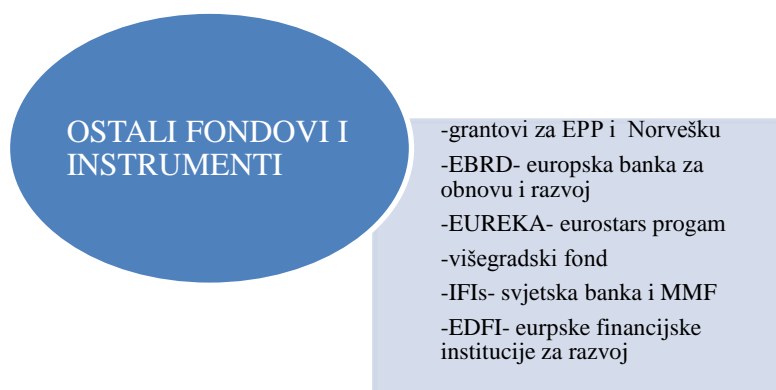 OSTALI FONDOVI I
INSTRUMENTI
-grantovi za EPP i Norvešku
-EBRD- europska banka za
obnovu i razvoj
-EUREKA- eurostars progam
-višegradski fond
-IFIs- svjetska banka i MMF
-EDFI- eurpske financijske
institucije za razvoj